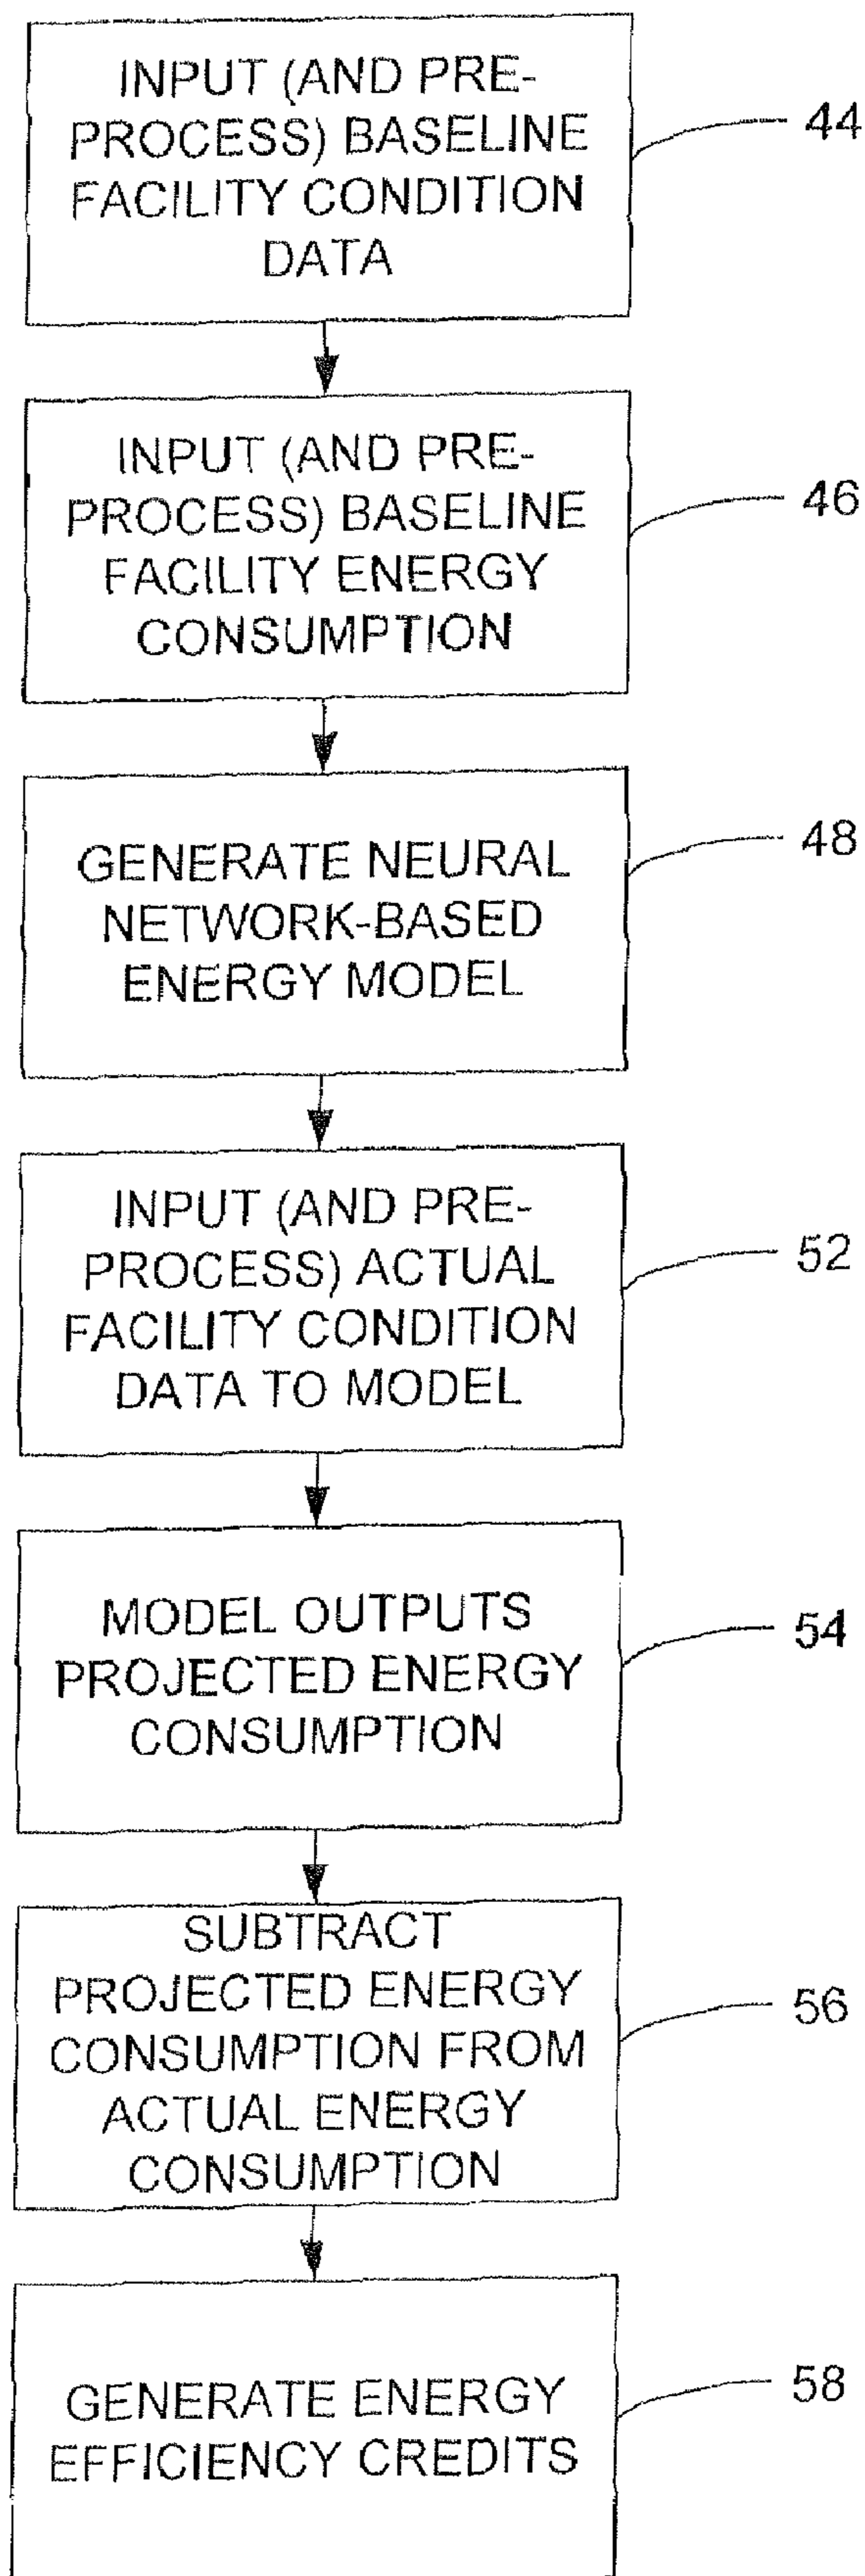 INPUT (AND PRE-
PROCESS) BASELINE
FACILITY CONDITION
DATA
44
INPUT (AND PRE-
PROCESS) BASELINE
FACILITY ENERGY
CONSUMPTION
46
GENERATE NEURAL
NETWORK-BASED
ENERGY MODEL
48
INPUT (AND PRE-
PROCESS) ACTUAL
FACILITY CONDITION
DATA TO MODEL
52
MODEL OUTPUTS
PROJECTED ENERGY
CONSUMPTION
54
SUBTRACT
PROJECTED ENERGY
CONSUMPTION FROM
ACTUAL ENERGY
CONSUMPTION
56
GENERATE ENERGY
EFFICIENCY CREDITS
58